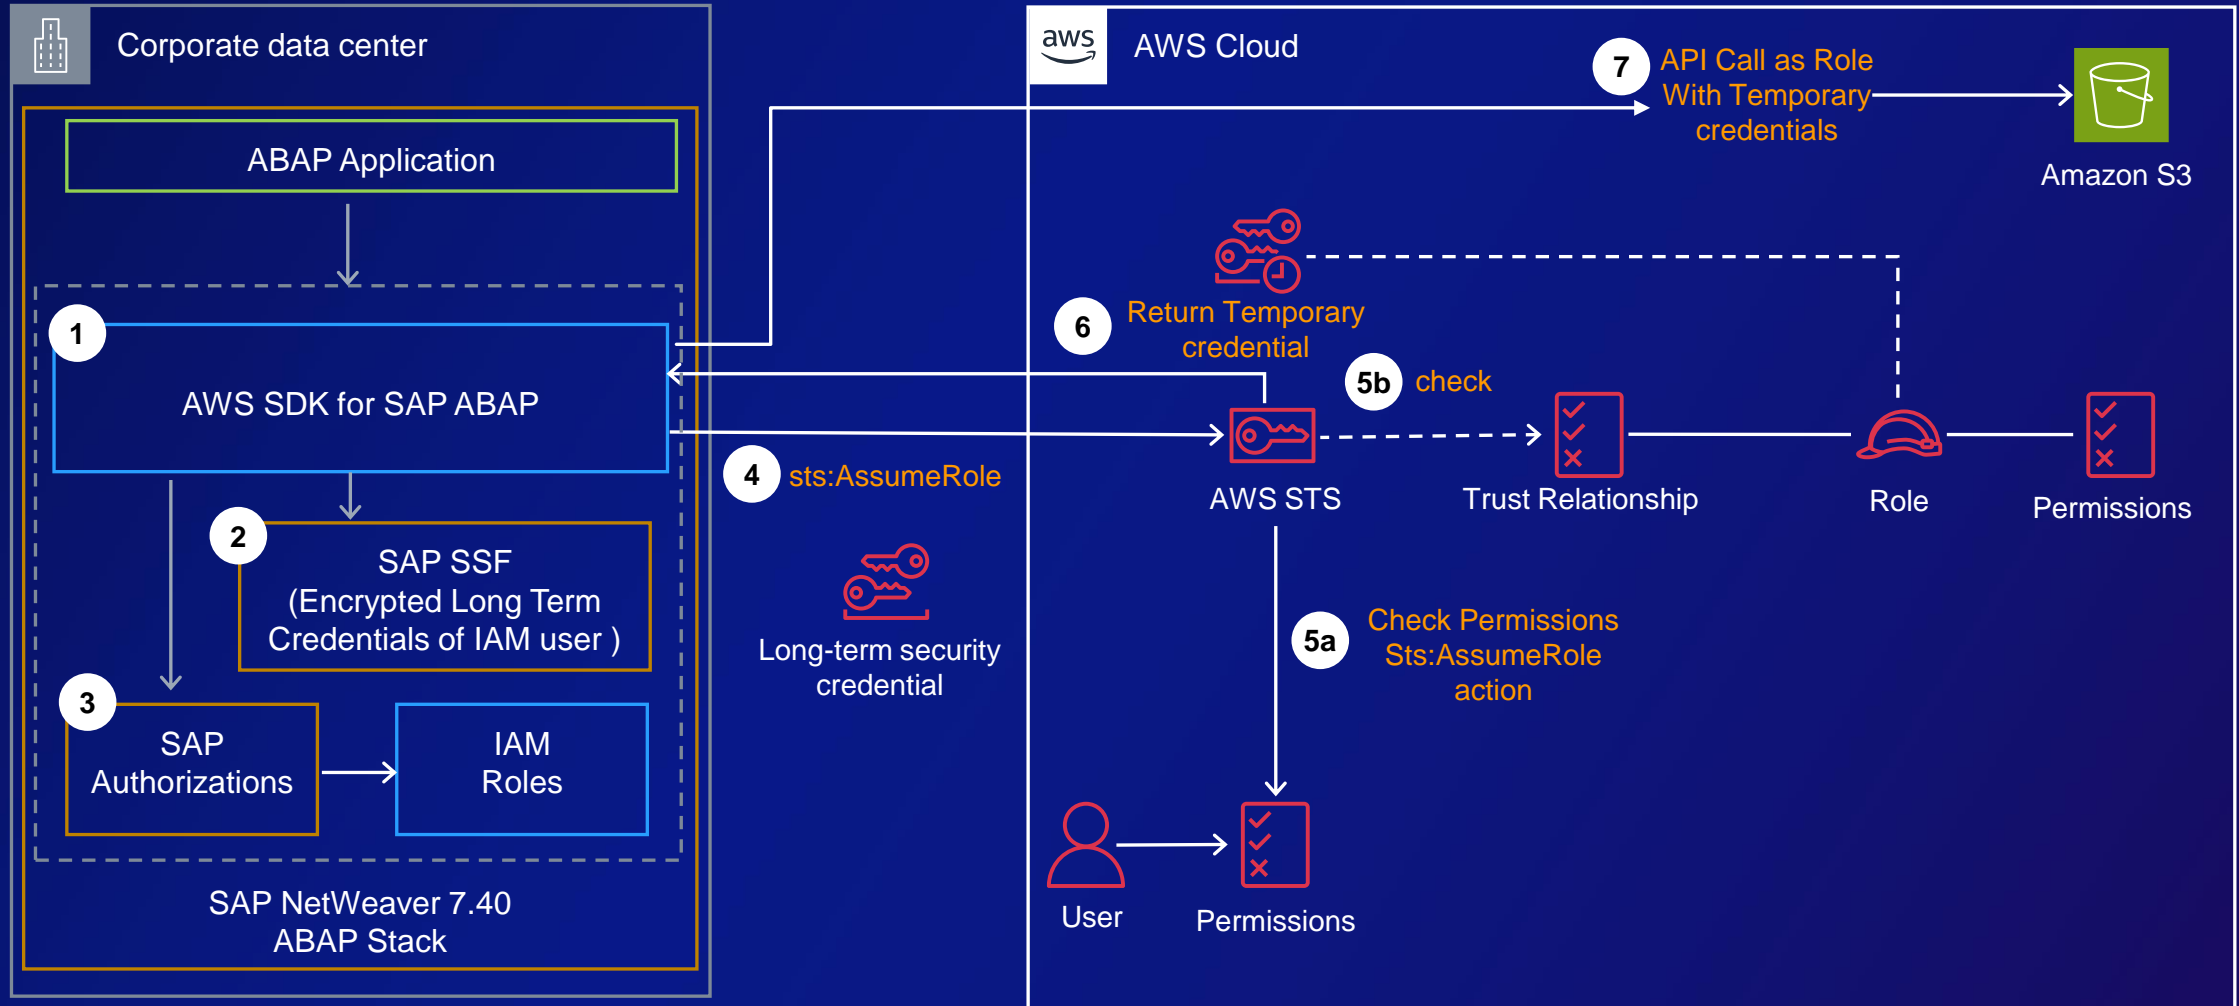 Corporate data center
aws
AWS Cloud
7
API Call as Role
With Temporary
credentials
Amazon S3
ABAP Application
1
AWS SDK for SAP ABAP
6
Return Temporary
credential
5b
check
4
sts:AssumeRole
AWS STS
Trust Relationship
Role
Permissions
2
SAP SSF
(Encrypted Long Term
Credentials of IAM user )
Long-term security
credential
5a
Check Permissions
Sts:AssumeRole
action
3
SAP
Authorizations
IAM
Roles
SAP NetWeaver 7.40
ABAP Stack
User
Permissions